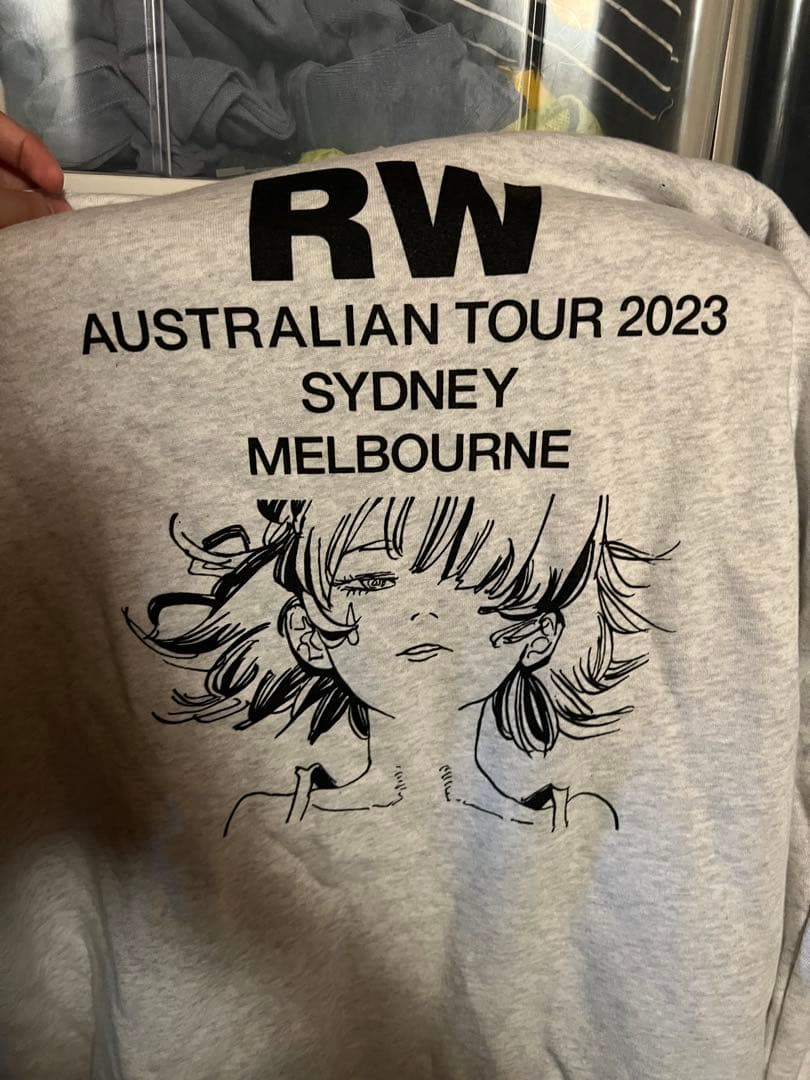 RW
AUSTRALIAN TOUR 2023
SYDNEY
MELBOURNE